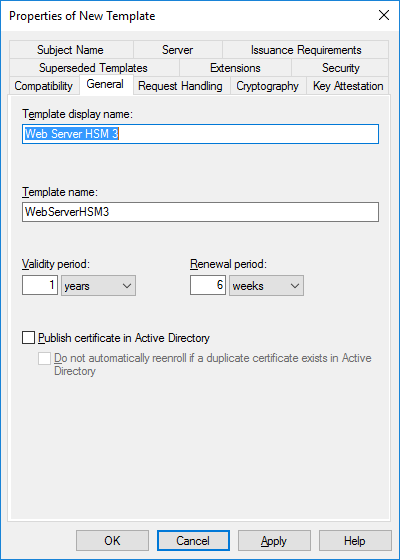 Properties of New Template
Subject Name Server Issuance Requirements
Superseded Templates Extensions Security
Compatibility General Request Handling Cryptography Key Attestation
Template display name:
Web Server HSM 3
Template name:
WebServerHSM3
Validity period: Renewal period:
1 years 6 weeks
Publish certificate in Active Directory
Do not automatically reenroll if a duplicate certificate exists in Active
Directory
OK Cancel Apply Help